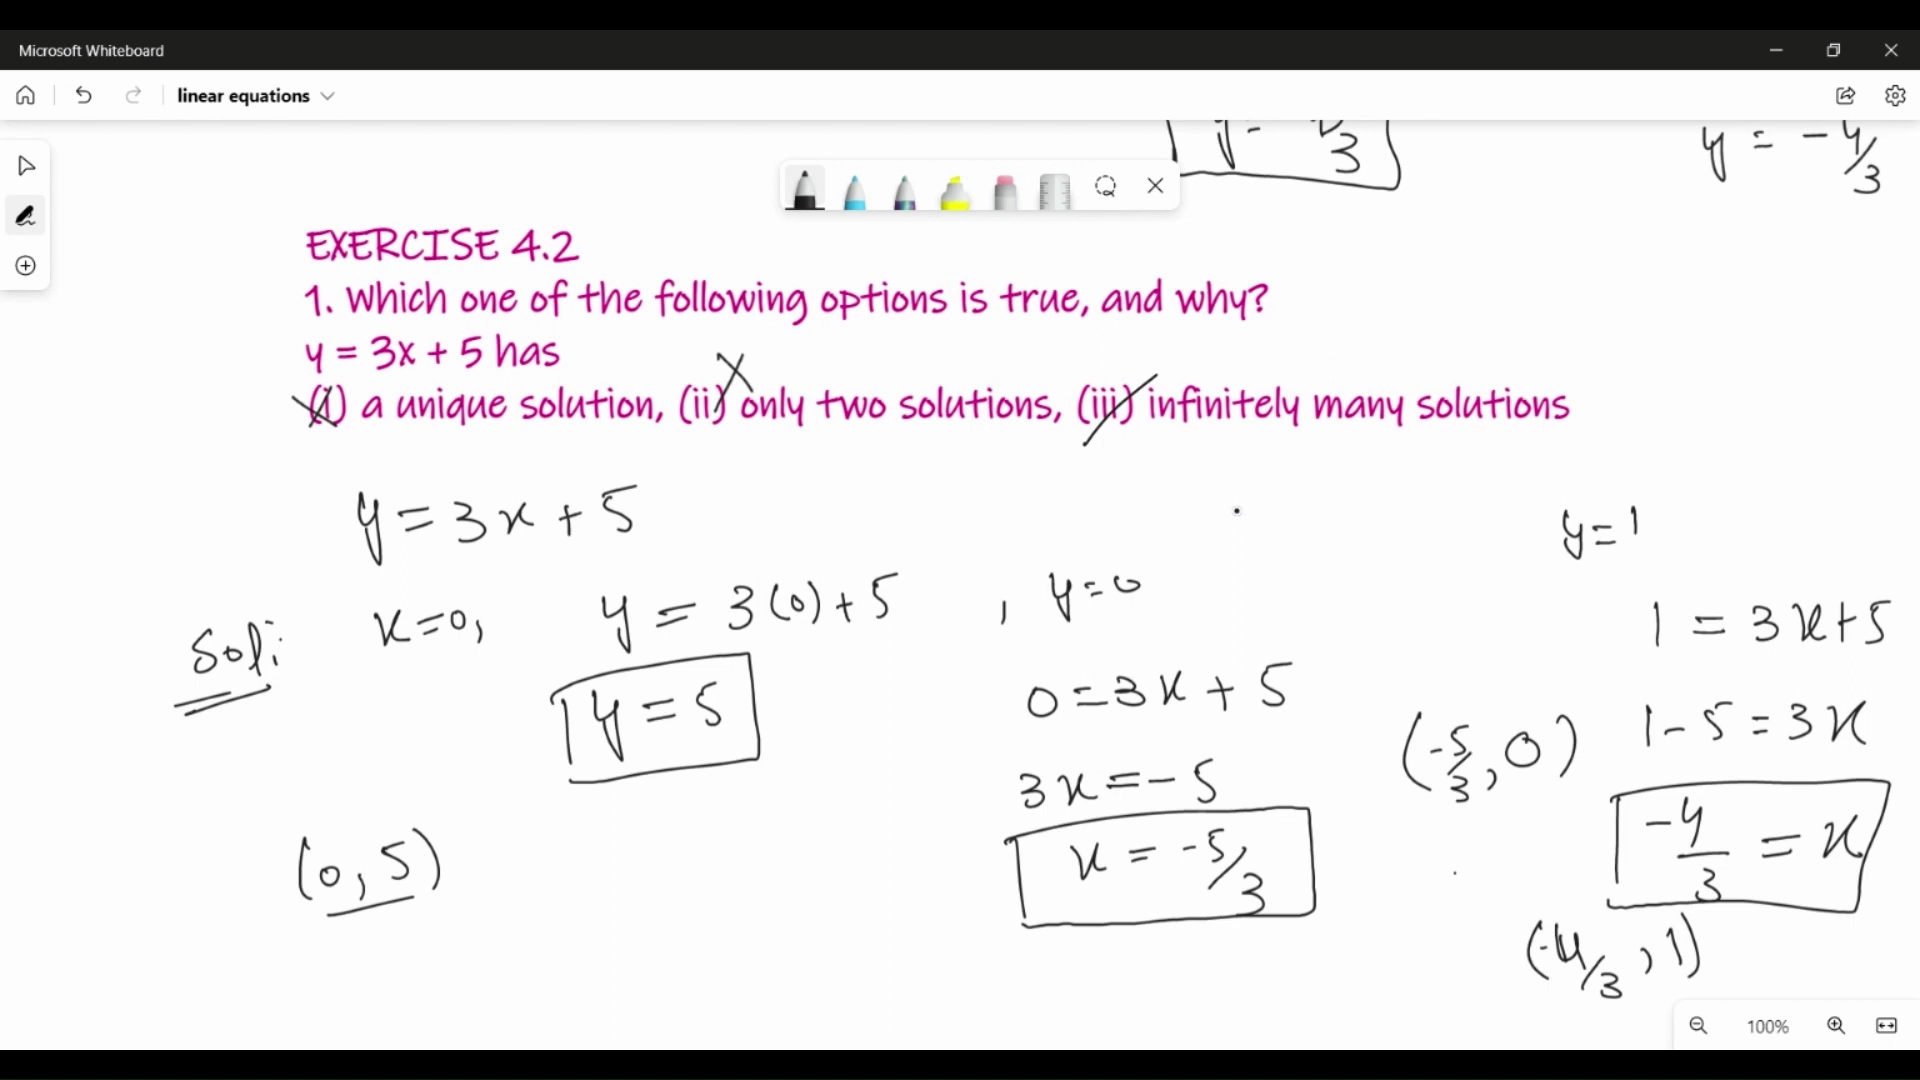 Microsoft Whiteboard
linear equations
y = 4/3
y = -4/3
EXERCISE 4.2
1. Which one of the following options is true, and why?
y = 3x + 5 has
(i) a unique solution, (ii) only two solutions, (iii) infinitely many solutions
y = 3x + 5
Sol:
x=0,
y = 3(0)+5
y = 5
(0, 5)
, y=0
0=3x + 5
3x=-5
x = -5/3
(-5/3, 0)
y=1
1 = 3x+5
1-5=3x
-4/3 = x
(-4/3, 1)
100%